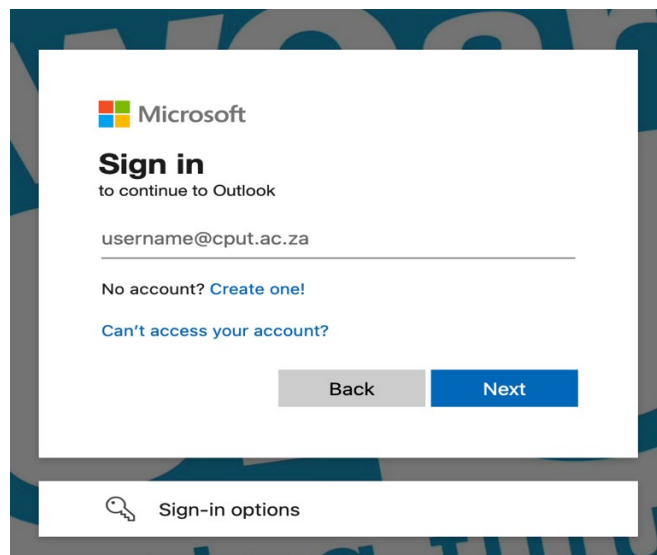 Microsoft
Sign in
to continue to Outlook
username@cput.ac.za
No account? Create one!
Can't access your account?
Back
Next
Sign-in options